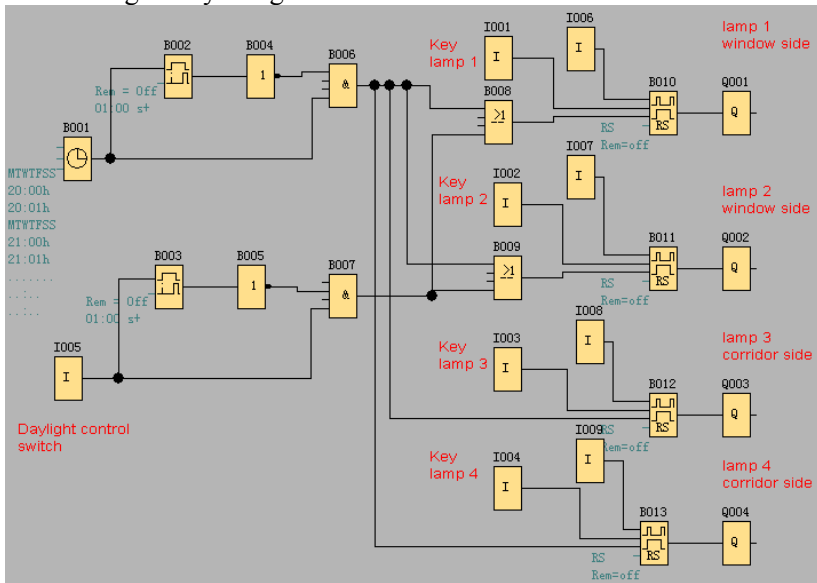 I001
I006
lamp 1
window side
B002
B004
B006
Key
lamp 1
I
I
1
&
Rem = Off
01:00 s+
B008
≥1
B010
RS
Q001
Q
B001
RS
Rem=off
MTWTFSS
20:00h
20:01h
MTWTFSS
21:00h
21:01h
.......
..:..
..:..
I002
I007
Key
lamp 2
I
I
lamp 2
window side
B003
B005
B007
B009
B011
Q002
1
&
≥1
RS
Q
Rem = Off
01:00 s+
RS
Rem=off
I005
I
I003
I008
Key
lamp 3
I
I
lamp 3
corridor side
B012
RS
Q003
Q
Daylight control
switch
RS
Rem=off
I004
I009
Key
lamp 4
I
I
lamp 4
corridor side
B013
RS
Q004
Q
RS
Rem=off